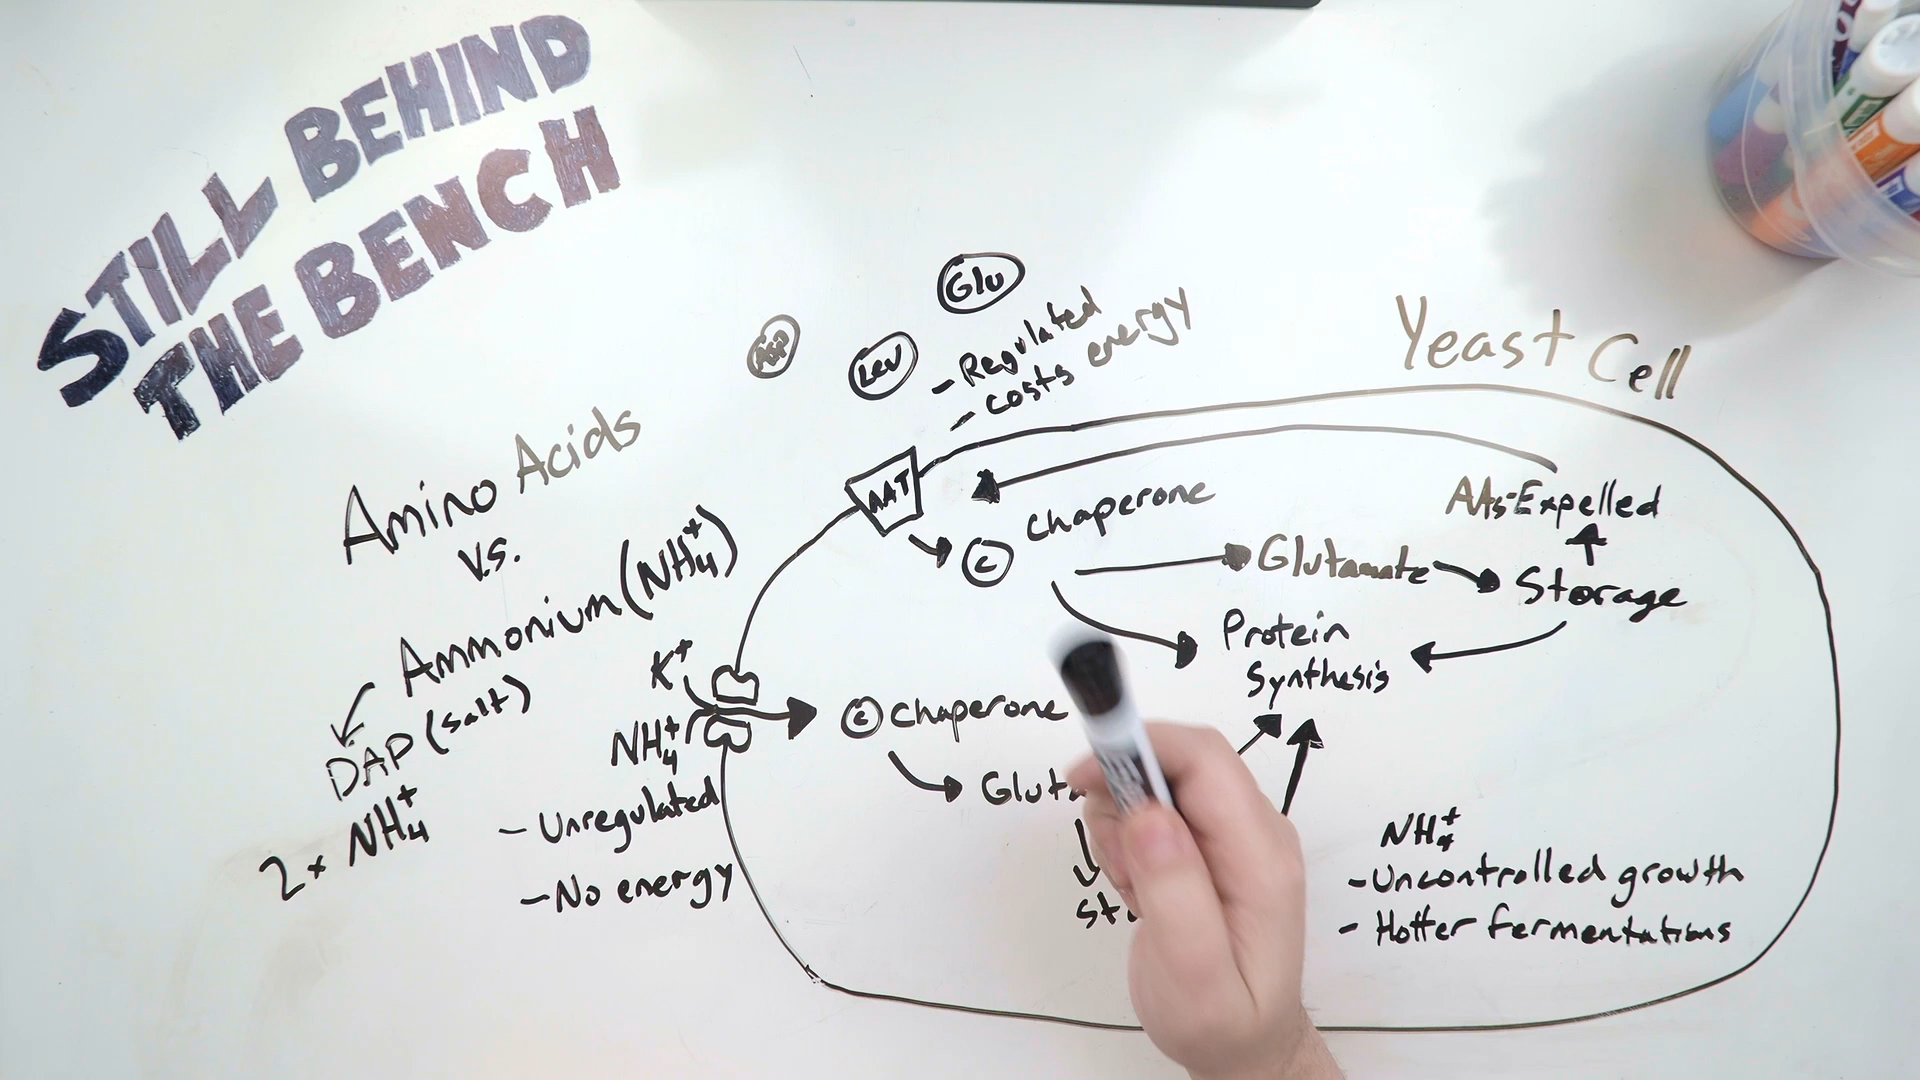 STILL BEHIND
THE BENCH
Amino Acids
v.s.
Ammonium (NH4+)
DAP (salt)
2x NH4+
Asp
Leu
Glu
- Regulated
- costs energy
Yeast Cell
AAT
c
Chaperone
Glutamate
Storage
AAs-Expelled
Protein
Synthesis
K+
NH4+
- Unregulated
- No energy
c Chaperone
NH4+
- Uncontrolled growth
- Hotter fermentations